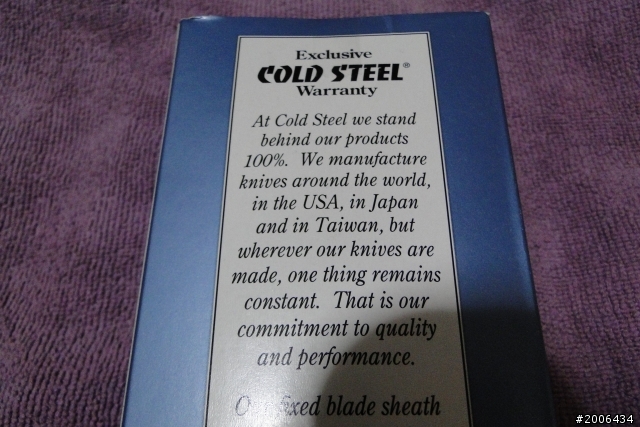 Exclusive
COLD STEEL®
Warranty
At Cold Steel we stand
behind our products
100%. We manufacture
knives around the world,
in the USA, in Japan
and in Taiwan, but
wherever our knives are
made, one thing remains
constant. That is our
commitment to quality
and performance.
fixed blade sheath
#2006434